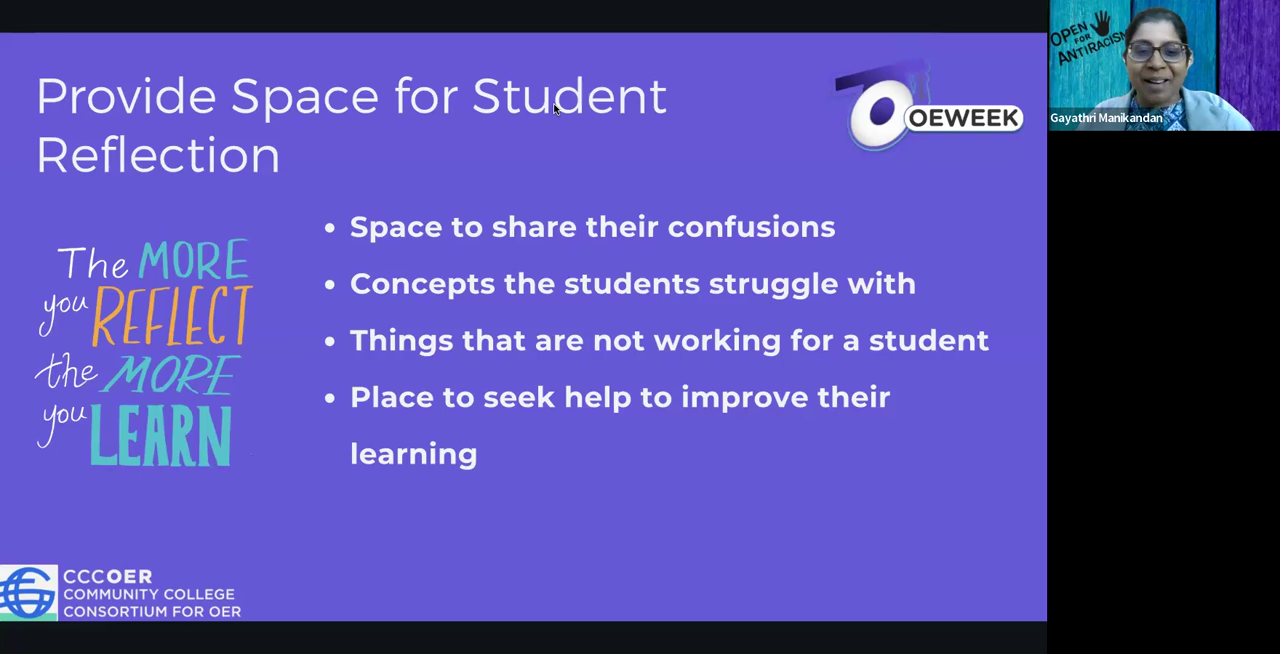 Provide Space for Student
Reflection
OEWEEK
The MORE
you REFLECT
the MORE
you LEARN
• Space to share their confusions
• Concepts the students struggle with
• Things that are not working for a student
• Place to seek help to improve their
learning
CCCOER
COMMUNITY COLLEGE
CONSORTIUM FOR OER
OPEN
FOR
ANTIRACISM
Gayathri Manikandan